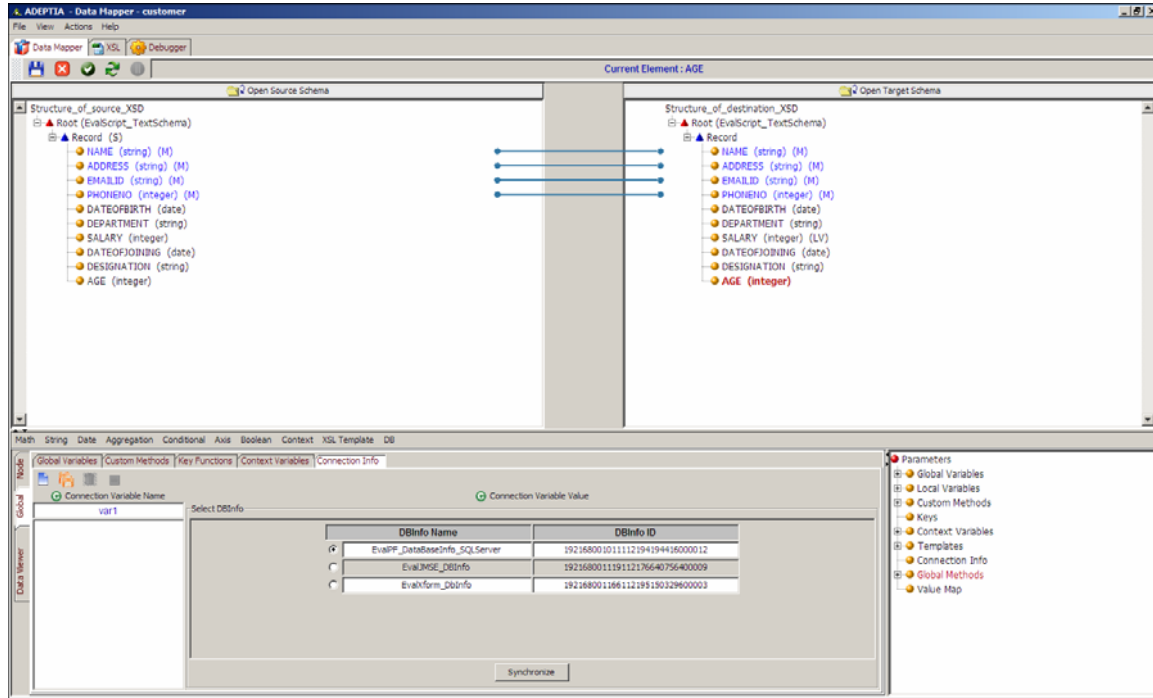 ADEPTIA - Data Mapper - customer
File View Actions Help
Data Mapper XSL Debugger
Current Element : AGE
Open Source Schema
Open Target Schema
Structure_of_source_XSD
Root (EvalScript_TextSchema)
Record (S)
NAME (string) (M)
ADDRESS (string) (M)
EMAILID (string) (M)
PHONENO (integer) (M)
DATEOFBIRTH (date)
DEPARTMENT (string)
SALARY (integer)
DATEOFJOINING (date)
DESIGNATION (string)
AGE (integer)
Structure_of_destination_XSD
Root (EvalScript_TextSchema)
Record
NAME (string) (M)
ADDRESS (string) (M)
EMAILID (string) (M)
PHONENO (integer) (M)
DATEOFBIRTH (date)
DEPARTMENT (string)
SALARY (integer) (LV)
DATEOFJOINING (date)
DESIGNATION (string)
AGE (integer)
Math String Date Aggregation Conditional Axis Boolean Context XSL Template DB
Node
Global
Data Viewer
Global Variables Custom Methods Key Functions Context Variables Connection Info
Connection Variable Name
Connection Variable Value
var1
Select DBInfo
DBInfo Name DBInfo ID
EvalPF_DataBaseInfo_SQLServer 192168001011112194194416000012
EvalJMSE_DBInfo 192168001119112176640756400009
EvalXform_DbInfo 192168001166112195150329600003
Synchronize
Parameters
Global Variables
Local Variables
Custom Methods
Keys
Context Variables
Templates
Connection Info
Global Methods
Value Map